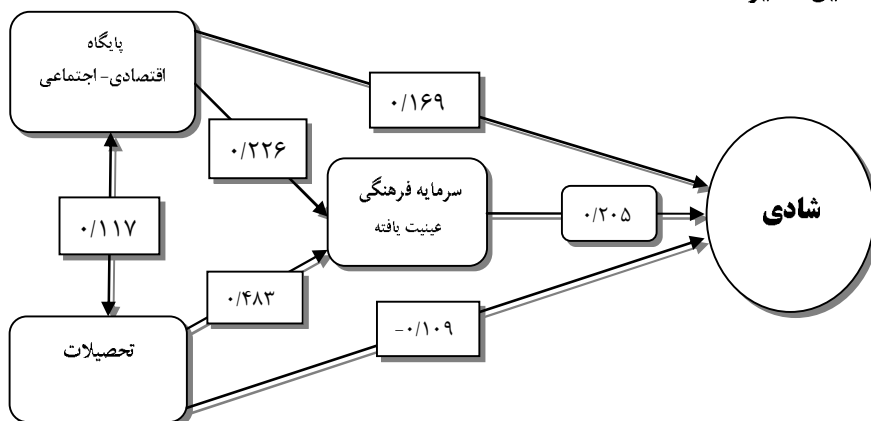 پایگاه
اقتصادی- اجتماعی
۰/۱۶۹
۰/۲۲۶
سرمایه فرهنگی
عینیت یافته
۰/۲۰۵
شادی
۰/۱۱۷
۰/۴۸۳
-۰/۱۰۹
تحصیلات